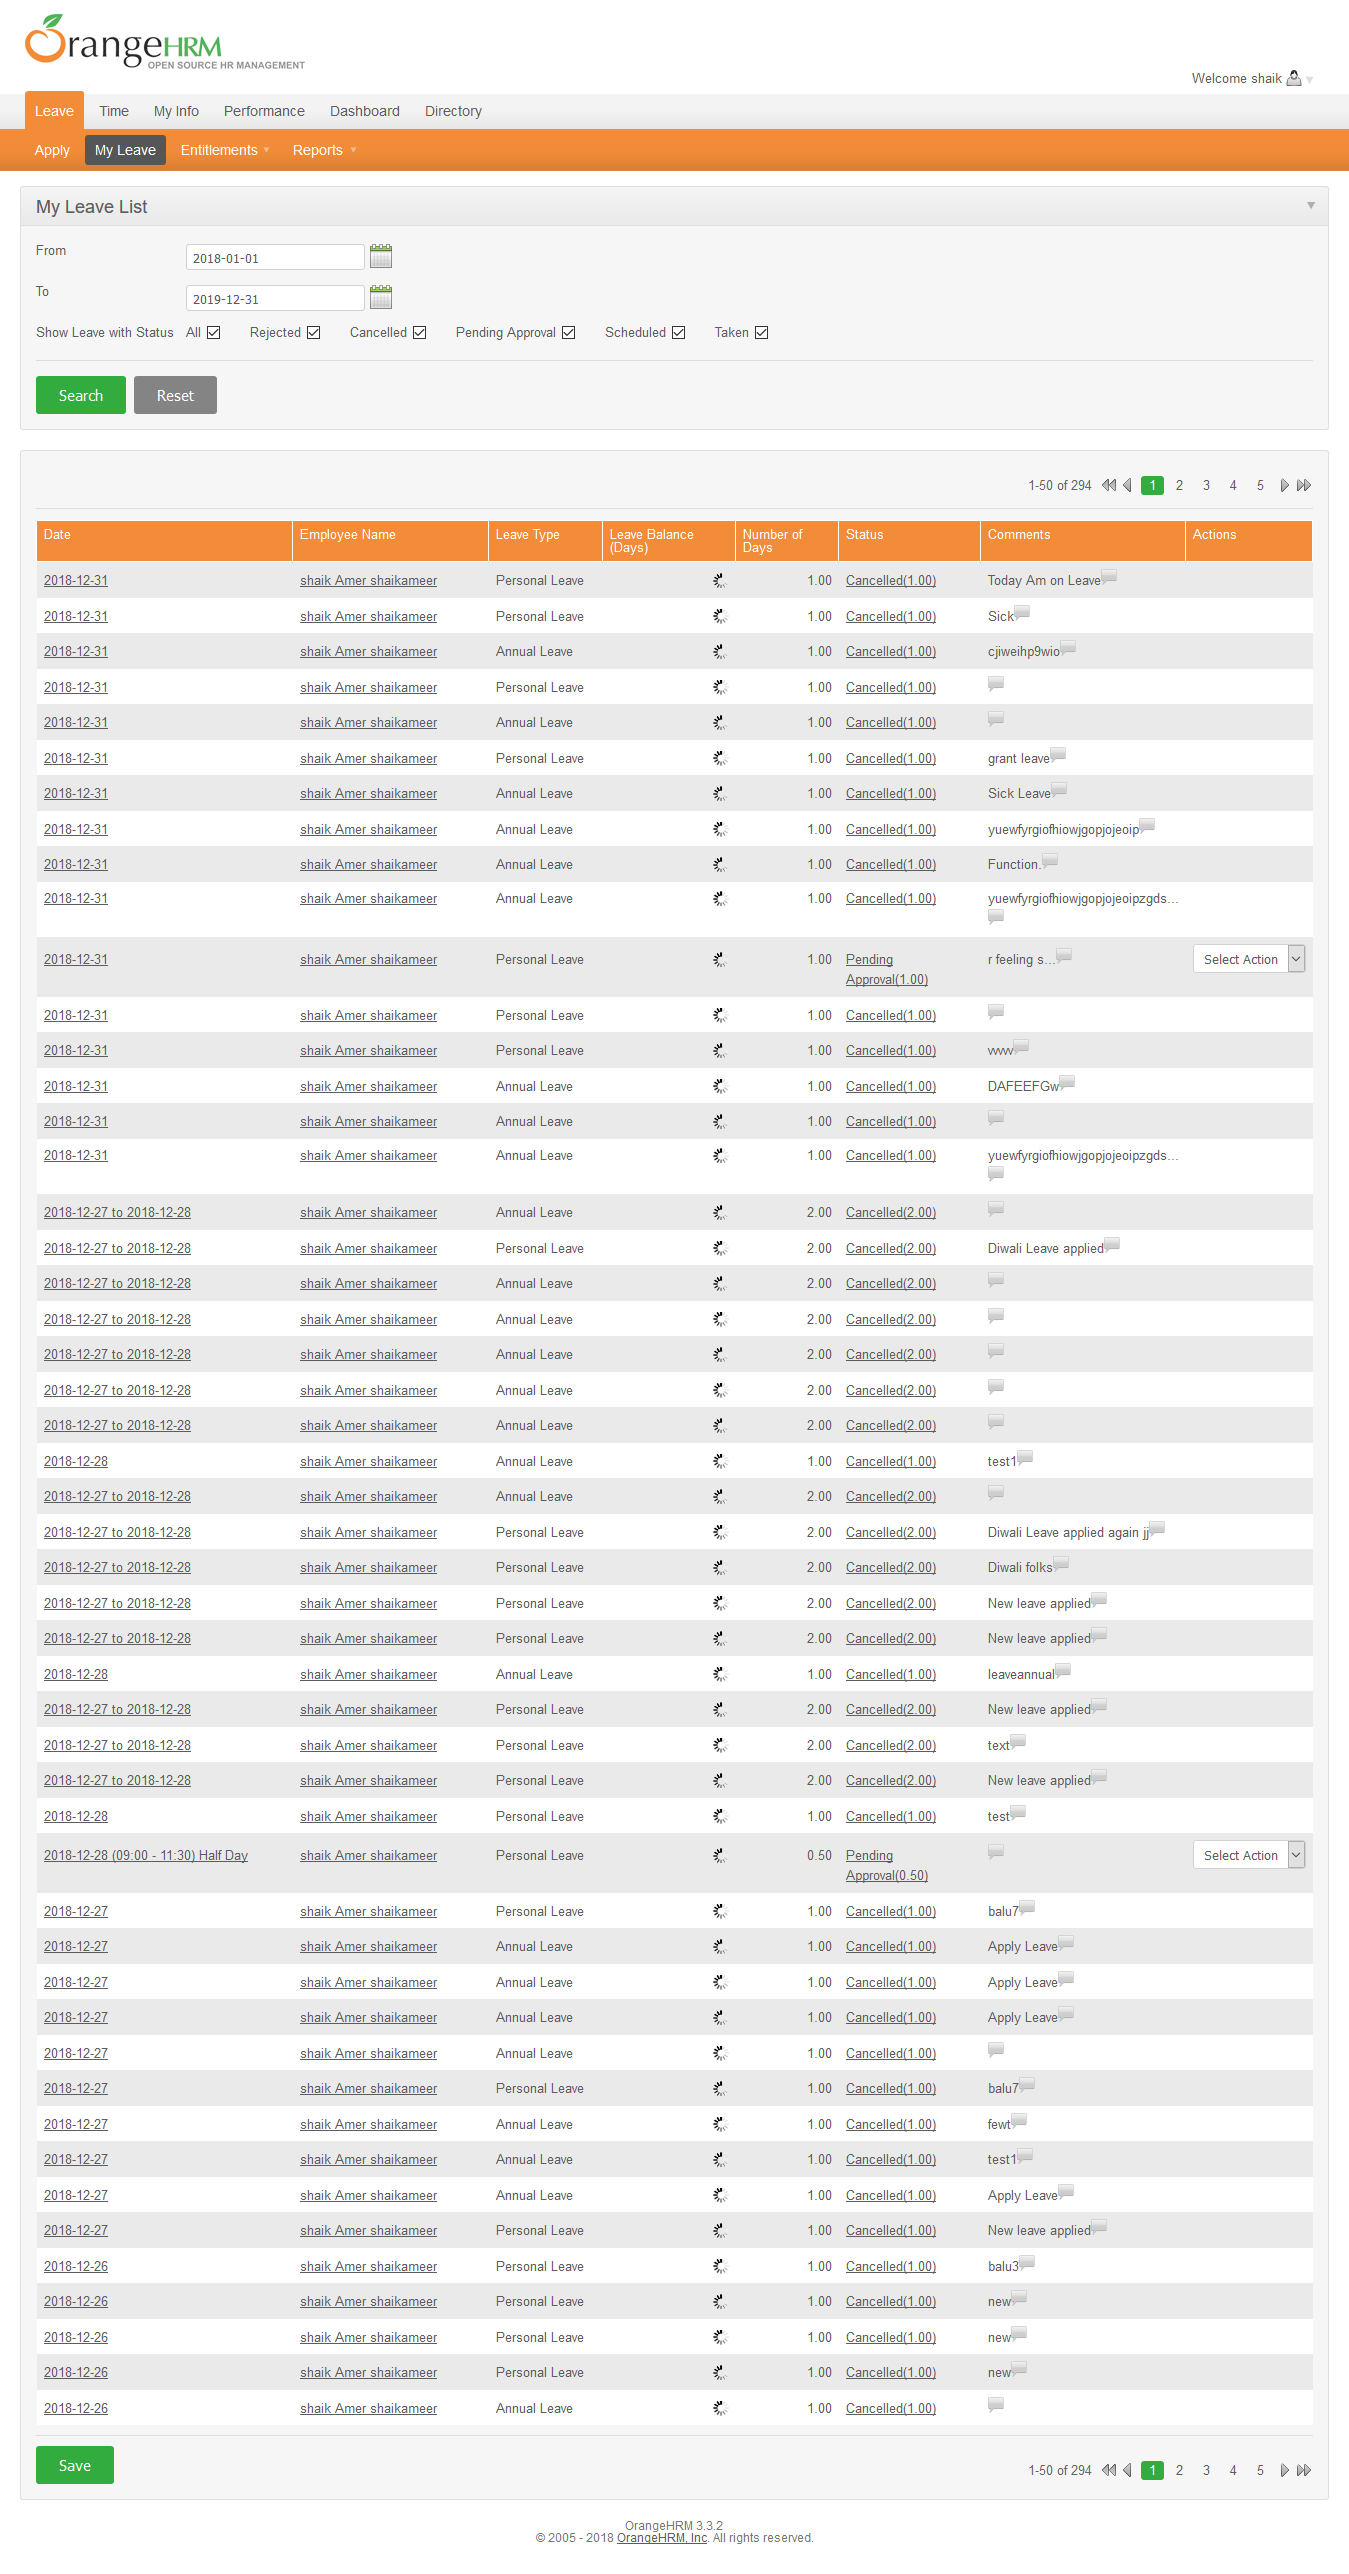 OrangeHRM
OPEN SOURCE HR MANAGEMENT
Welcome shaik
Leave Time My Info Performance Dashboard Directory
Apply My Leave Entitlements Reports
My Leave List
From 2018-01-01
To 2019-12-31
Show Leave with Status All Rejected Cancelled Pending Approval Scheduled Taken
Search Reset
1-50 of 294 1 2 3 4 5
Date Employee Name Leave Type Leave Balance (Days) Number of Days Status Comments Actions
2018-12-31 shaik Amer shaikameer Personal Leave 1.00 Cancelled(1.00) Today Am on Leave
2018-12-31 shaik Amer shaikameer Personal Leave 1.00 Cancelled(1.00) Sick
2018-12-31 shaik Amer shaikameer Annual Leave 1.00 Cancelled(1.00) cjiweihp9wio
2018-12-31 shaik Amer shaikameer Personal Leave 1.00 Cancelled(1.00)
2018-12-31 shaik Amer shaikameer Annual Leave 1.00 Cancelled(1.00)
2018-12-31 shaik Amer shaikameer Personal Leave 1.00 Cancelled(1.00) grant leave
2018-12-31 shaik Amer shaikameer Annual Leave 1.00 Cancelled(1.00) Sick Leave
2018-12-31 shaik Amer shaikameer Annual Leave 1.00 Cancelled(1.00) yuewfyrgiofhiowjgopjojeoip
2018-12-31 shaik Amer shaikameer Annual Leave 1.00 Cancelled(1.00) Function.
2018-12-31 shaik Amer shaikameer Annual Leave 1.00 Cancelled(1.00) yuewfyrgiofhiowjgopjojeoipzgds...
2018-12-31 shaik Amer shaikameer Personal Leave 1.00 Pending Approval(1.00) r feeling s... Select Action
2018-12-31 shaik Amer shaikameer Personal Leave 1.00 Cancelled(1.00)
2018-12-31 shaik Amer shaikameer Personal Leave 1.00 Cancelled(1.00) vvvv
2018-12-31 shaik Amer shaikameer Annual Leave 1.00 Cancelled(1.00) DAFEEFGw
2018-12-31 shaik Amer shaikameer Annual Leave 1.00 Cancelled(1.00)
2018-12-31 shaik Amer shaikameer Annual Leave 1.00 Cancelled(1.00) yuewfyrgiofhiowjgopjojeoipzgds...
2018-12-27 to 2018-12-28 shaik Amer shaikameer Annual Leave 2.00 Cancelled(2.00)
2018-12-27 to 2018-12-28 shaik Amer shaikameer Personal Leave 2.00 Cancelled(2.00) Diwali Leave applied
2018-12-27 to 2018-12-28 shaik Amer shaikameer Annual Leave 2.00 Cancelled(2.00)
2018-12-27 to 2018-12-28 shaik Amer shaikameer Annual Leave 2.00 Cancelled(2.00)
2018-12-27 to 2018-12-28 shaik Amer shaikameer Annual Leave 2.00 Cancelled(2.00)
2018-12-27 to 2018-12-28 shaik Amer shaikameer Annual Leave 2.00 Cancelled(2.00)
2018-12-27 to 2018-12-28 shaik Amer shaikameer Annual Leave 2.00 Cancelled(2.00)
2018-12-28 shaik Amer shaikameer Annual Leave 1.00 Cancelled(1.00) test1
2018-12-27 to 2018-12-28 shaik Amer shaikameer Annual Leave 2.00 Cancelled(2.00)
2018-12-27 to 2018-12-28 shaik Amer shaikameer Personal Leave 2.00 Cancelled(2.00) Diwali Leave applied again jj
2018-12-27 to 2018-12-28 shaik Amer shaikameer Personal Leave 2.00 Cancelled(2.00) Diwali folks
2018-12-27 to 2018-12-28 shaik Amer shaikameer Personal Leave 2.00 Cancelled(2.00) New leave applied
2018-12-27 to 2018-12-28 shaik Amer shaikameer Personal Leave 2.00 Cancelled(2.00) New leave applied
2018-12-28 shaik Amer shaikameer Annual Leave 1.00 Cancelled(1.00) leaveannual
2018-12-27 to 2018-12-28 shaik Amer shaikameer Personal Leave 2.00 Cancelled(2.00) New leave applied
2018-12-27 to 2018-12-28 shaik Amer shaikameer Personal Leave 2.00 Cancelled(2.00) text
2018-12-27 to 2018-12-28 shaik Amer shaikameer Personal Leave 2.00 Cancelled(2.00) New leave applied
2018-12-28 shaik Amer shaikameer Personal Leave 1.00 Cancelled(1.00) test
2018-12-28 (09:00 - 11:30) Half Day shaik Amer shaikameer Personal Leave 0.50 Pending Approval(0.50) Select Action
2018-12-27 shaik Amer shaikameer Personal Leave 1.00 Cancelled(1.00) balu7
2018-12-27 shaik Amer shaikameer Annual Leave 1.00 Cancelled(1.00) Apply Leave
2018-12-27 shaik Amer shaikameer Annual Leave 1.00 Cancelled(1.00) Apply Leave
2018-12-27 shaik Amer shaikameer Annual Leave 1.00 Cancelled(1.00) Apply Leave
2018-12-27 shaik Amer shaikameer Annual Leave 1.00 Cancelled(1.00)
2018-12-27 shaik Amer shaikameer Personal Leave 1.00 Cancelled(1.00) balu7
2018-12-27 shaik Amer shaikameer Annual Leave 1.00 Cancelled(1.00) fewt
2018-12-27 shaik Amer shaikameer Annual Leave 1.00 Cancelled(1.00) test1
2018-12-27 shaik Amer shaikameer Annual Leave 1.00 Cancelled(1.00) Apply Leave
2018-12-27 shaik Amer shaikameer Personal Leave 1.00 Cancelled(1.00) New leave applied
2018-12-26 shaik Amer shaikameer Personal Leave 1.00 Cancelled(1.00) balu3
2018-12-26 shaik Amer shaikameer Personal Leave 1.00 Cancelled(1.00) new
2018-12-26 shaik Amer shaikameer Personal Leave 1.00 Cancelled(1.00) new
2018-12-26 shaik Amer shaikameer Personal Leave 1.00 Cancelled(1.00) new
2018-12-26 shaik Amer shaikameer Annual Leave 1.00 Cancelled(1.00)
Save 1-50 of 294 1 2 3 4 5
OrangeHRM 3.3.2
© 2005 - 2018 OrangeHRM, Inc. All rights reserved.